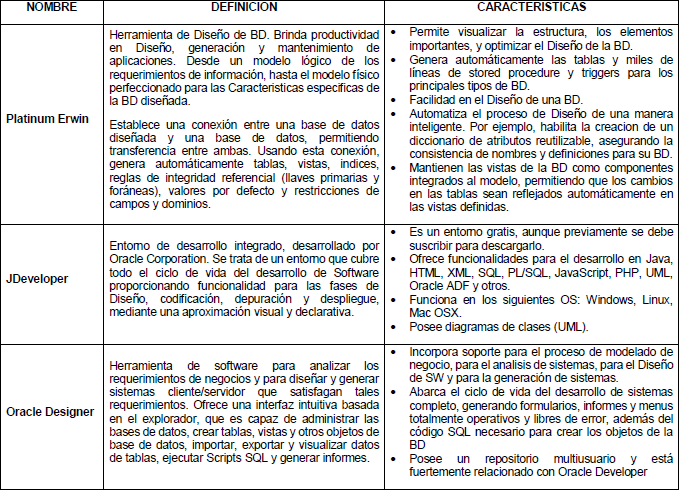 NOMBRE
DEFINICION
CARACTERISTICAS
Platinum Erwin
Herramienta de Diseño de BD. Brinda productividad
en Diseño, generación y mantenimiento de
aplicaciones. Desde un modelo lógico de los
requerimientos de información, hasta el modelo físico
perfeccionado para las Caracteristicas especificas de
la BD diseñada.
Establece una conexión entre una base de datos
diseñada y una base de datos, permitiendo
transferencia entre ambas. Usando esta conexión,
genera automáticamente tablas, vistas, indices,
reglas de integridad referencial (llaves primarias y
foráneas), valores por defecto y restricciones de
campos y dominios.
• Permite visualizar la estructura, los elementos
importantes, y optimizar el Diseño de la BD.
• Genera automáticamente las tablas y miles de
líneas de stored procedure y triggers para los
principales tipos de BD.
• Facilidad en el Diseño de una BD.
• Automatiza el proceso de Diseño de una manera
inteligente. Por ejemplo, habilita la creacion de un
diccionario de atributos reutilizable, asegurando la
consistencia de nombres y definiciones para su BD.
• Mantienen las vistas de la BD como componentes
integrados al modelo, permitiendo que los cambios
en las tablas sean reflejados automáticamente en
las vistas definidas.
JDeveloper
Entorno de desarrollo integrado, desarrollado por
Oracle Corporation. Se trata de un entorno que cubre
todo el ciclo de vida del desarrollo de Software
proporcionando funcionalidad para las fases de
Diseño, codificación, depuración y despliegue,
mediante una aproximación visual y declarativa.
• Es un entorno gratis, aunque previamente se debe
suscribir para descargarlo.
• Ofrece funcionalidades para el desarrollo en Java,
HTML, XML, SQL, PL/SQL, JavaScript, PHP, UML,
Oracle ADF y otros.
• Funciona en los siguientes OS: Windows, Linux,
Mac OSX.
• Posee diagramas de clases (UML).
Oracle Designer
Herramienta de software para analizar los
requerimientos de negocios y para diseñar y generar
sistemas cliente/servidor que satisfagan tales
requerimientos. Ofrece una interfaz intuitiva basada
en el explorador, que es capaz de administrar las
bases de datos, crear tablas, vistas y otros objetos de
base de datos, importar, exportar y visualizar datos
de tablas, ejecutar Scripts SQL y generar informes.
• Incorpora soporte para el proceso de modelado de
negocio, para el analisis de sistemas, para el Diseño
de SW y para la generación de sistemas.
• Abarca el ciclo de vida del desarrollo de sistemas
completo, generando formularios, informes y menus
totalmente operativos y libres de error, además del
código SQL necesario para crear los objetos de la
BD
• Posee un repositorio multiusuario y está
fuertemente relacionado con Oracle Developer